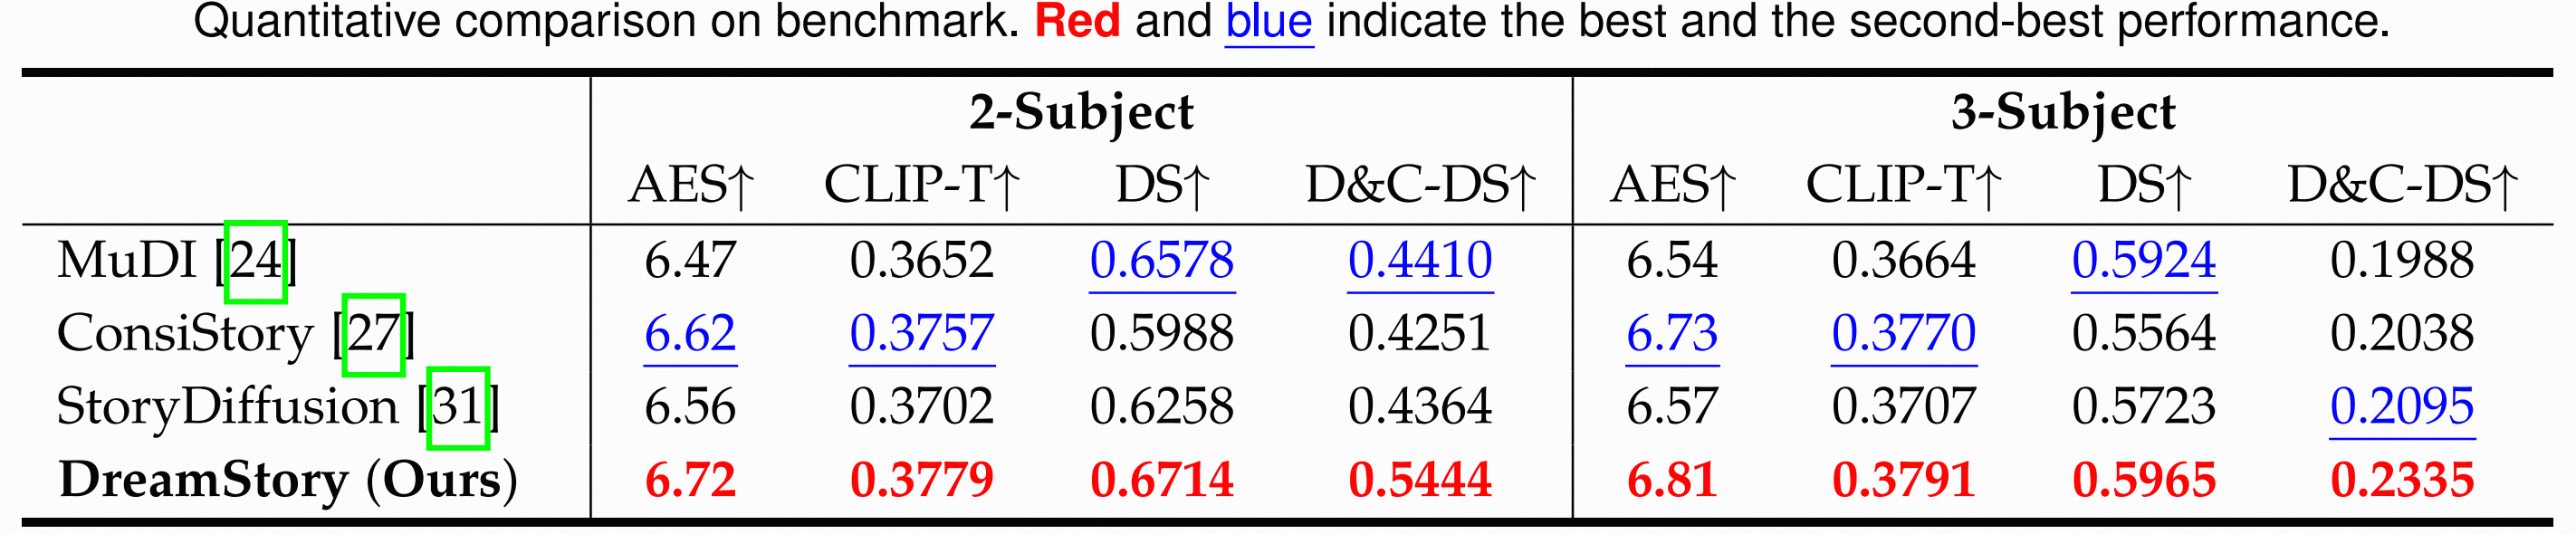 Quantitative comparison on benchmark. Red and blue indicate the best and the second-best performance.
2-Subject 3-Subject
AES↑ CLIP-T↑ DS↑ D&C-DS↑ AES↑ CLIP-T↑ DS↑ D&C-DS↑
MuDI [24] 6.47 0.3652 0.6578 0.4410 6.54 0.3664 0.5924 0.1988
ConsiStory [27] 6.62 0.3757 0.5988 0.4251 6.73 0.3770 0.5564 0.2038
StoryDiffusion [31] 6.56 0.3702 0.6258 0.4364 6.57 0.3707 0.5723 0.2095
DreamStory (Ours) 6.72 0.3779 0.6714 0.5444 6.81 0.3791 0.5965 0.2335